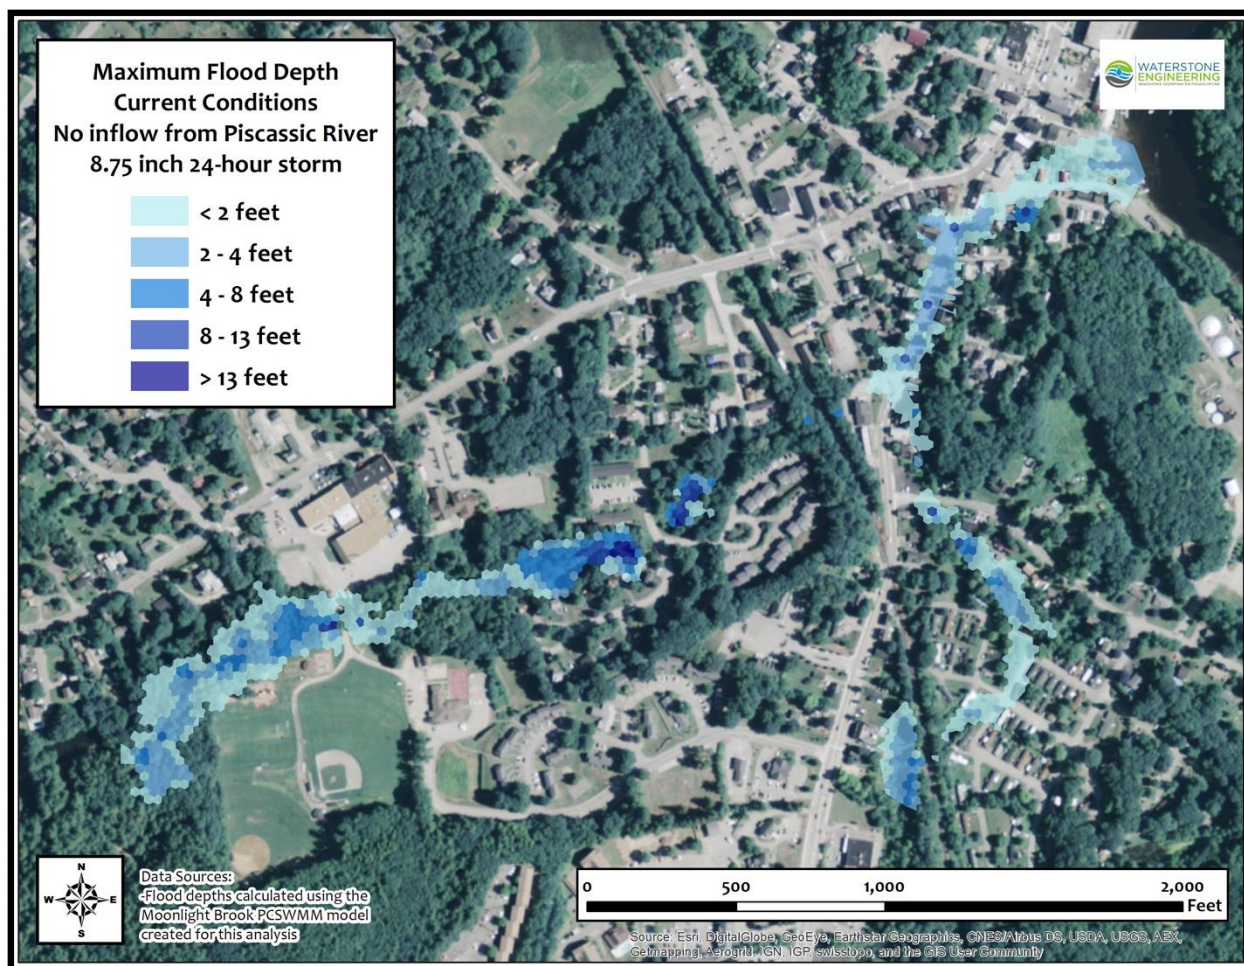 Maximum Flood Depth
Current Conditions
No inflow from Piscassic River
8.75 inch 24-hour storm
< 2 feet
2 - 4 feet
4 - 8 feet
8 - 13 feet
> 13 feet
WATERSTONE
ENGINEERING
N
W E
S
Data Sources:
-Flood depths calculated using the
Moonlight Brook PCSWMM model
created for this analysis
0 500 1,000 2,000
Feet
Source: Esri, DigitalGlobe, GeoEye, Earthstar Geographics, CNES/Airbus DS, USDA, USGS, AEX,
Getmapping, Aerogrid, IGN, IGP, swisstopo, and the GIS User Community